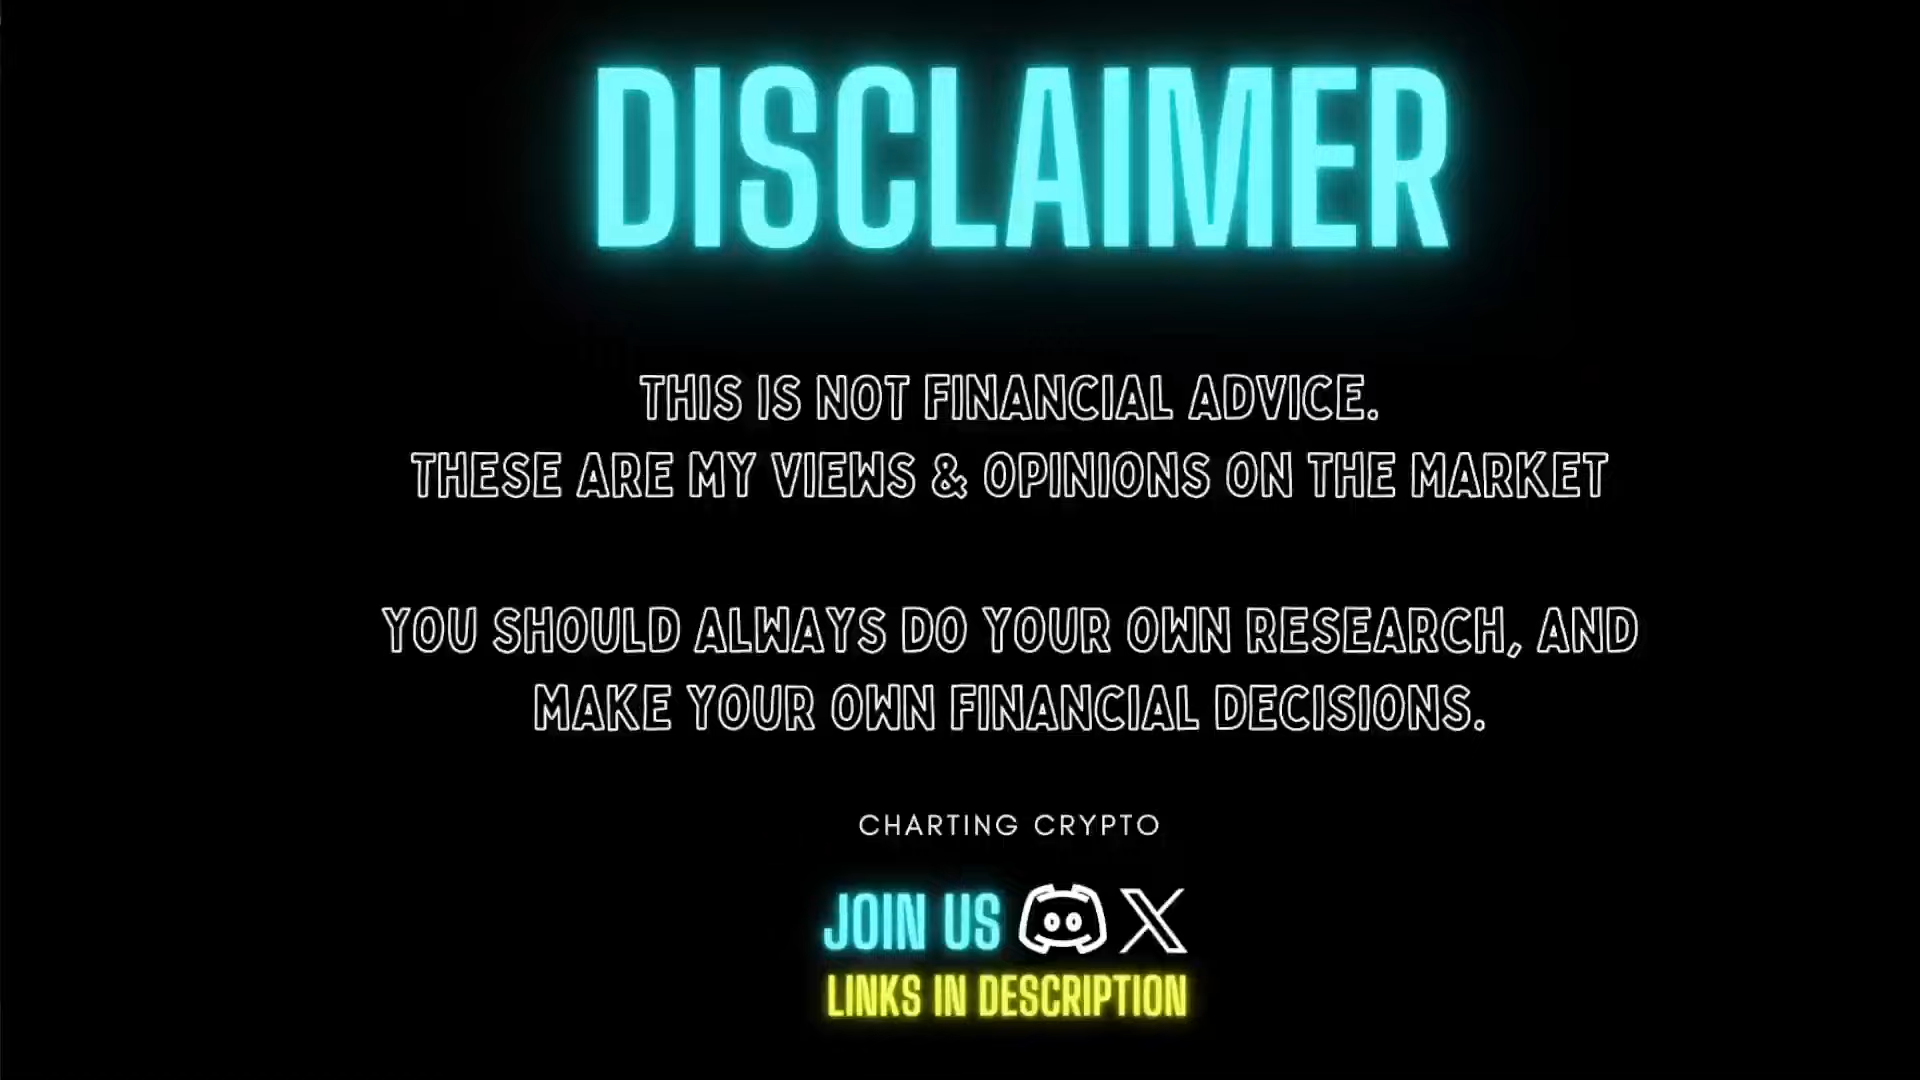 DISCLAIMER
THIS IS NOT FINANCIAL ADVICE.
THESE ARE MY VIEWS & OPINIONS ON THE MARKET
YOU SHOULD ALWAYS DO YOUR OWN RESEARCH, AND
MAKE YOUR OWN FINANCIAL DECISIONS.
CHARTING CRYPTO
JOIN US
LINKS IN DESCRIPTION